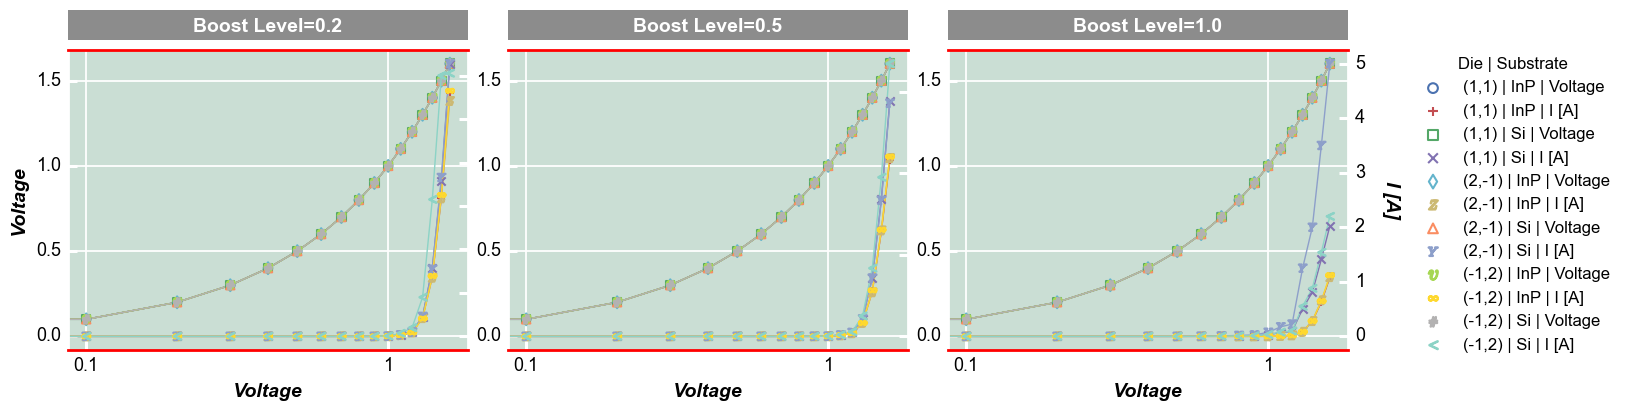 Boost Level=0.2
Boost Level=0.5
Boost Level=1.0
1.5
1.0
0.5
0.0
Voltage
0.1
1
Voltage
1.5
1.0
0.5
0.0
0.1
1
Voltage
1.5
1.0
0.5
0.0
0.1
1
Voltage
5
4
3
2
1
0
I [A]
Die | Substrate
(1,1) | InP | Voltage
(1,1) | InP | I [A]
(1,1) | Si | Voltage
(1,1) | Si | I [A]
(2,-1) | InP | Voltage
(2,-1) | InP | I [A]
(2,-1) | Si | Voltage
(2,-1) | Si | I [A]
(-1,2) | InP | Voltage
(-1,2) | InP | I [A]
(-1,2) | Si | Voltage
(-1,2) | Si | I [A]